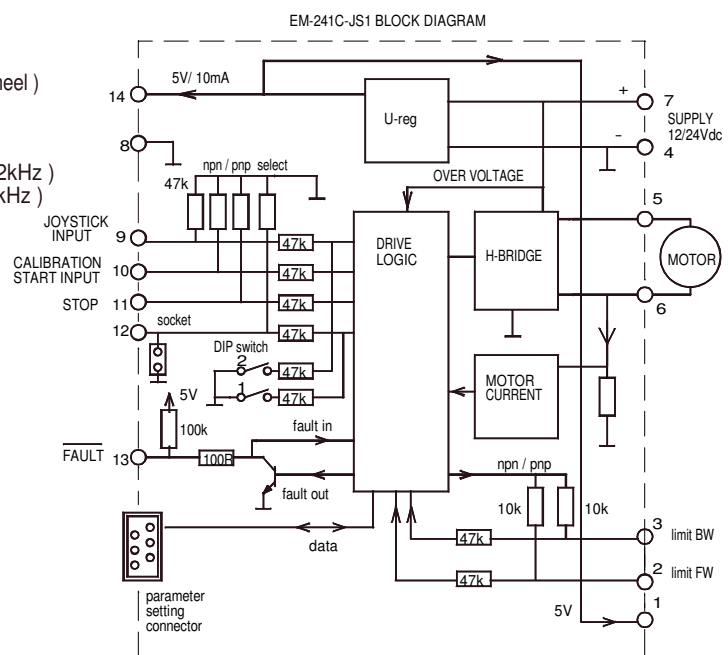 EM-241C-JS1 BLOCK DIAGRAM
neel )
2kHz )
kHz )
5V/ 10mA
14
U-reg
+
7
SUPPLY
12/24Vdc
-
4
8
npn / pnp select
47k
OVER VOLTAGE
5
JOYSTICK
INPUT
9
47k
DRIVE
LOGIC
H-BRIDGE
MOTOR
CALIBRATION
START INPUT
10
47k
STOP
11
47k
6
12
socket
47k
DIP switch
2
47k
1
47k
MOTOR
CURRENT
5V
100k
fault in
FAULT
13
100R
fault out
npn / pnp
10k
10k
data
47k
3
limit BW
47k
2
limit FW
parameter
setting
connector
5V
1